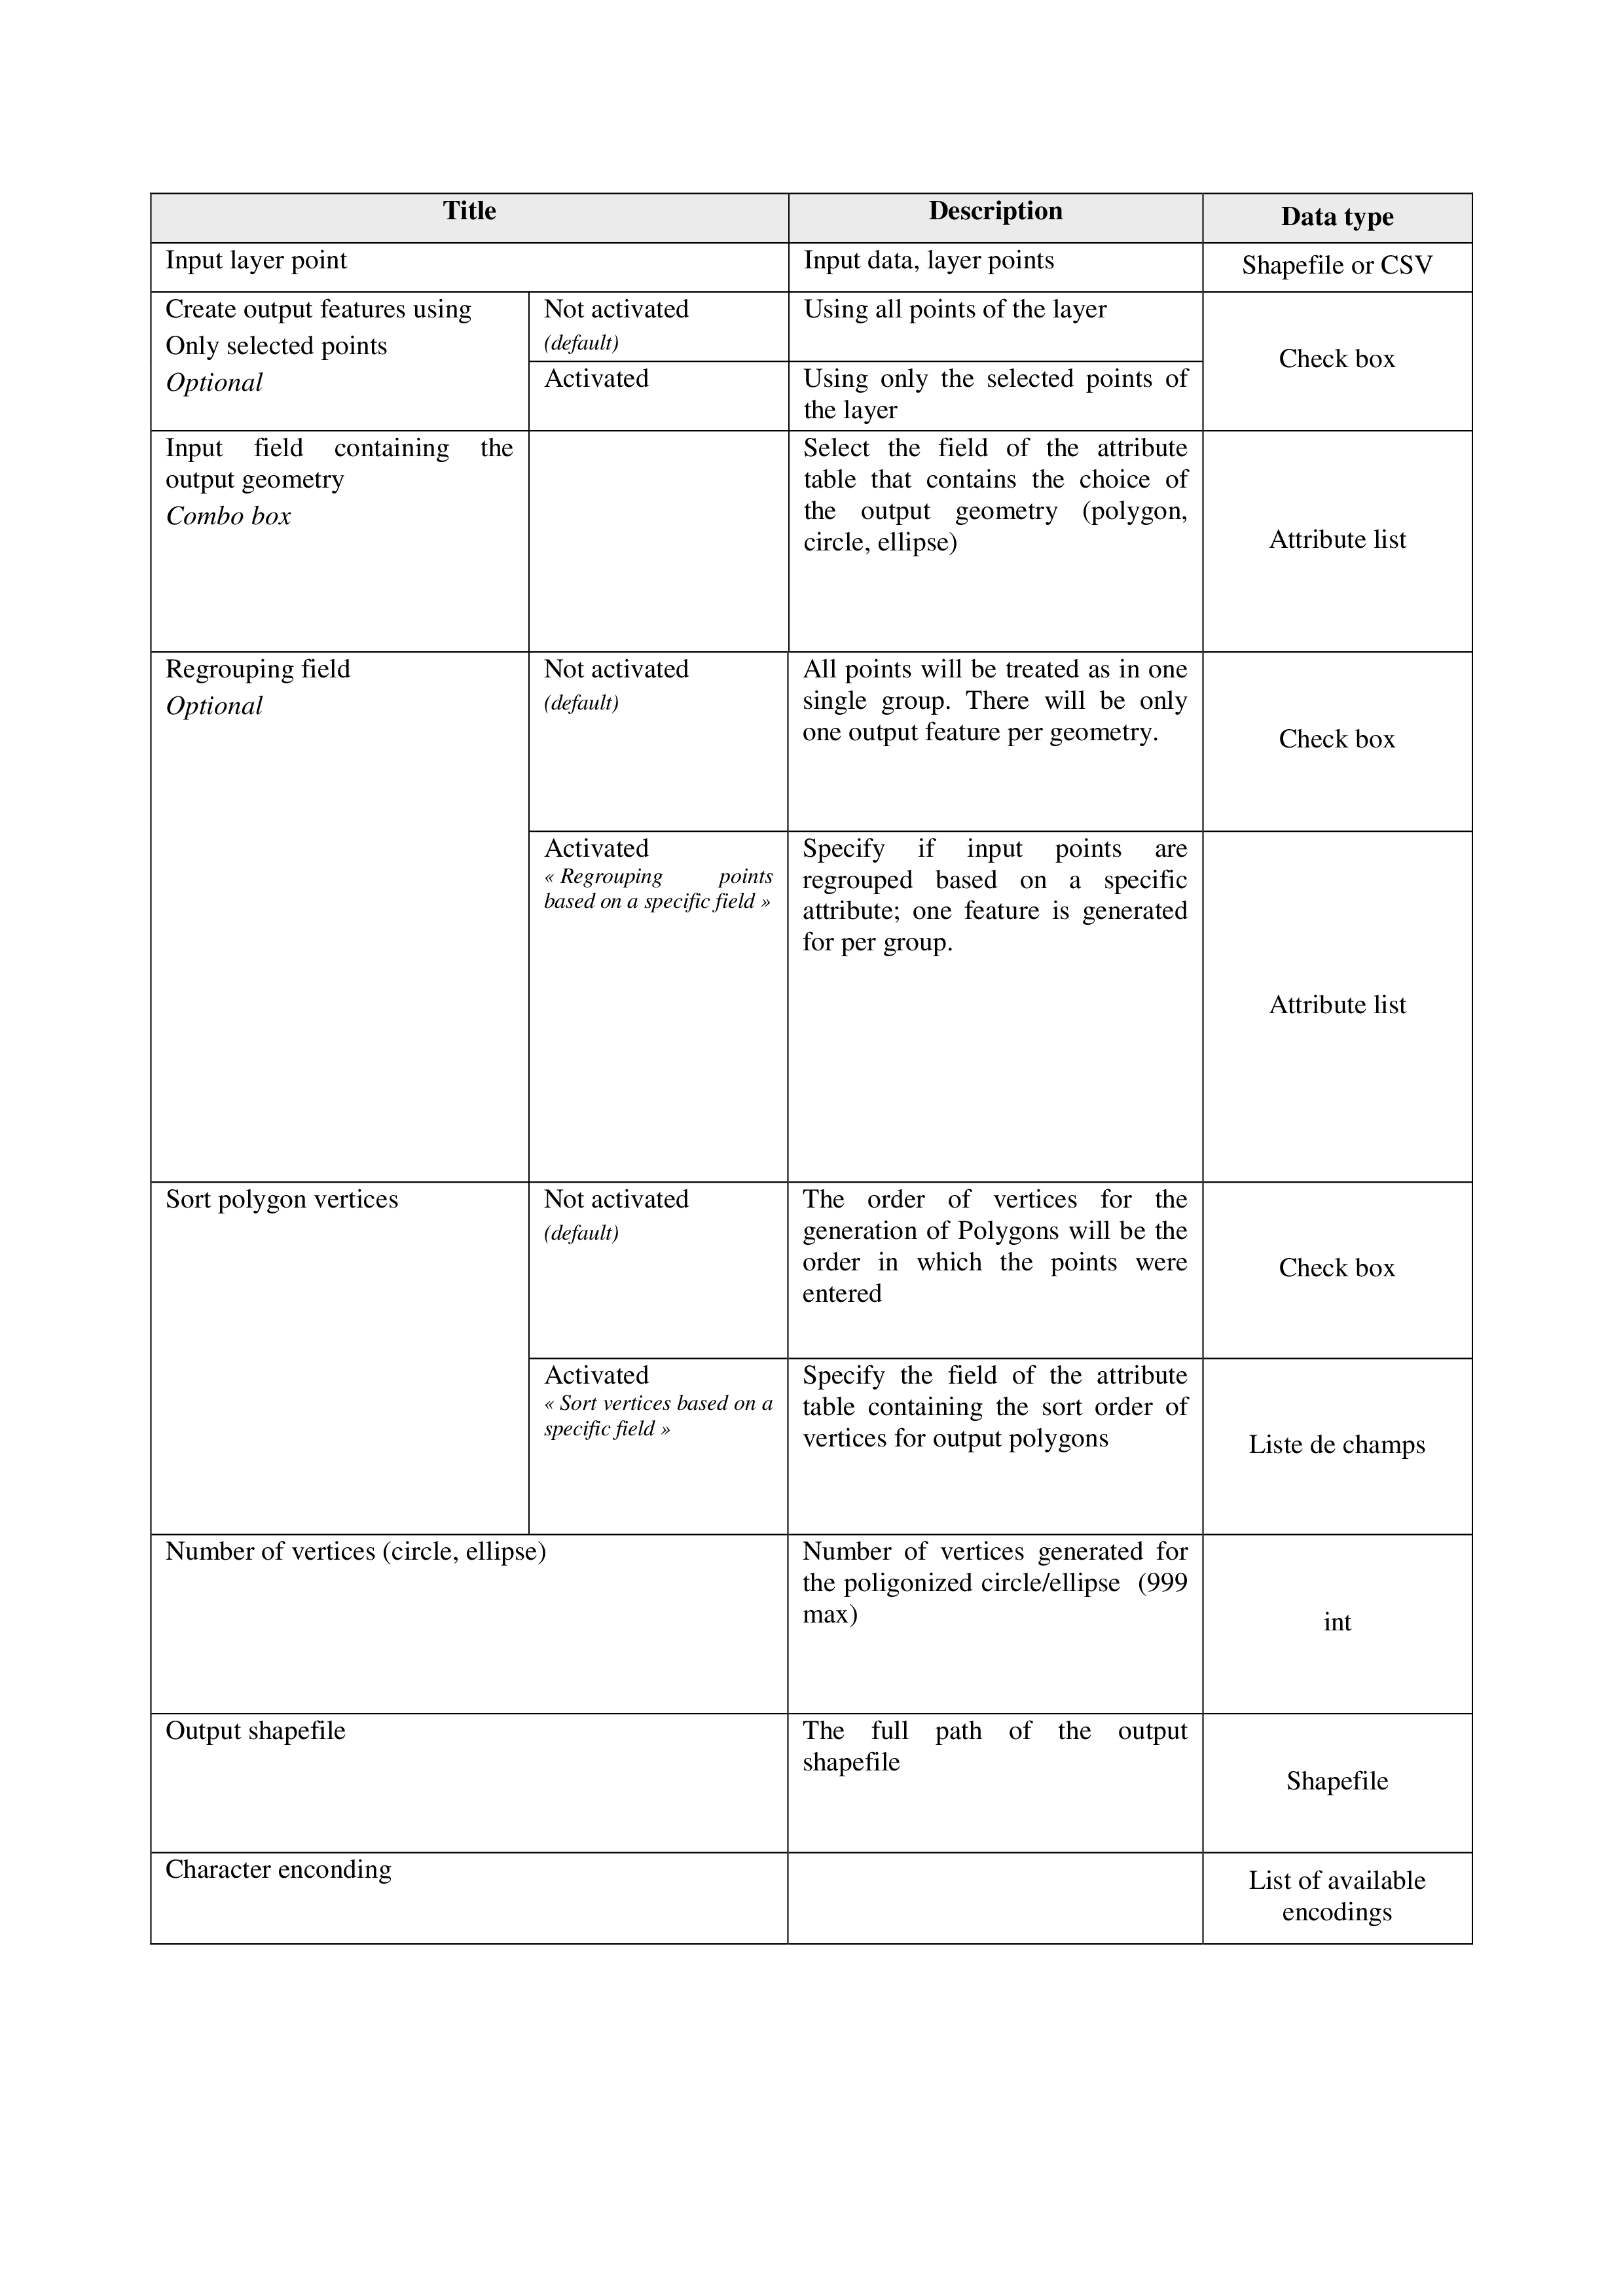 Title
Description
Data type
Input layer point
Input data, layer points
Shapefile or CSV
Create output features using
Only selected points
Optional
Not activated
(default)
Using all points of the layer
Check box
Activated
Using only the selected points of
the layer
Input field containing the
output geometry
Combo box
Select the field of the attribute
table that contains the choice of
the output geometry (polygon,
circle, ellipse)
Attribute list
Regrouping field
Optional
Not activated
(default)
All points will be treated as in one
single group. There will be only
one output feature per geometry.
Check box
Activated
« Regrouping points
based on a specific field »
Specify if input points are
regrouped based on a specific
attribute; one feature is generated
for per group.
Attribute list
Sort polygon vertices
Not activated
(default)
The order of vertices for the
generation of Polygons will be the
order in which the points were
entered
Check box
Activated
« Sort vertices based on a
specific field »
Specify the field of the attribute
table containing the sort order of
vertices for output polygons
Liste de champs
Number of vertices (circle, ellipse)
Number of vertices generated for
the poligonized circle/ellipse (999
max)
int
Output shapefile
The full path of the output
shapefile
Shapefile
Character enconding
List of available
encodings